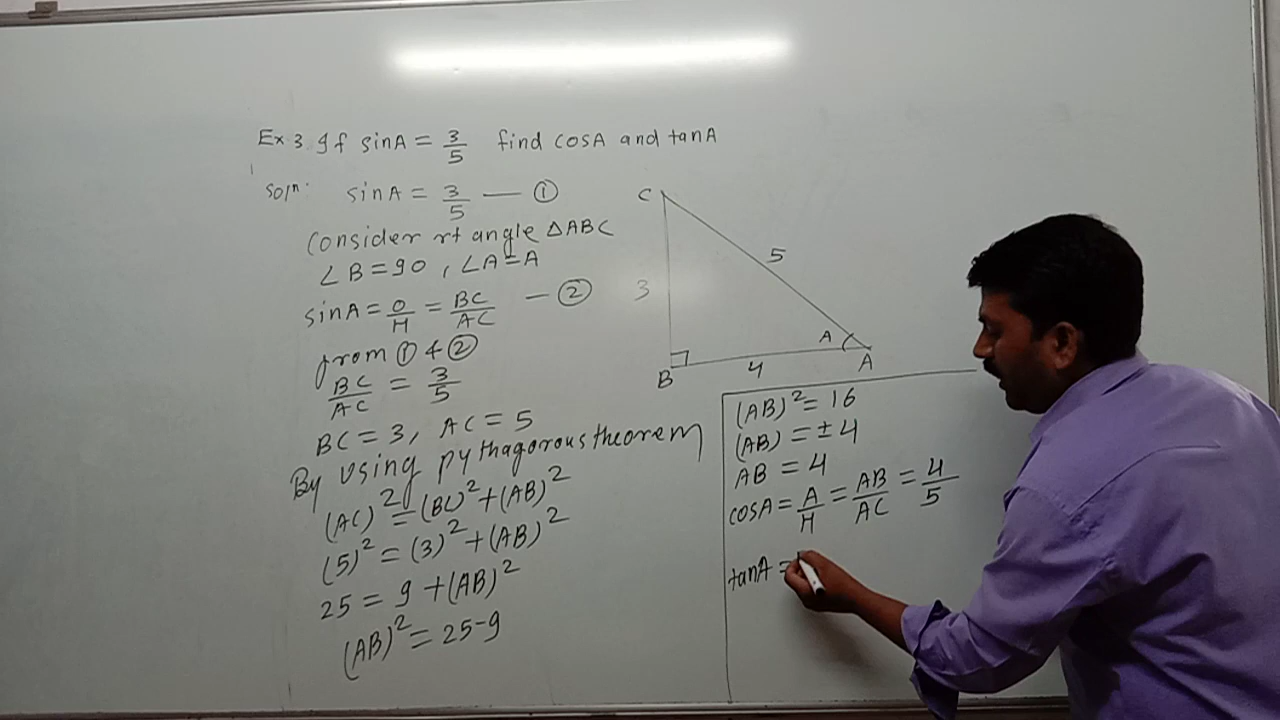 Ex.3. If sinA = 3/5 find cosA and tanA
Soln. sinA = 3/5 — ①
Consider rt angle △ABC
∠B = 90, ∠A = A
sinA = O/H = BC/AC — ②
from ① & ②
BC/AC = 3/5
BC = 3, AC = 5
By using pythagorous theorem
(AC)² = (BC)² + (AB)²
(5)² = (3)² + (AB)²
25 = 9 + (AB)²
(AB)² = 25-9
C
5
3
A
B
4
A
(AB)² = 16
(AB) = ±4
AB = 4
cosA = A/H = AB/AC = 4/5
tanA =